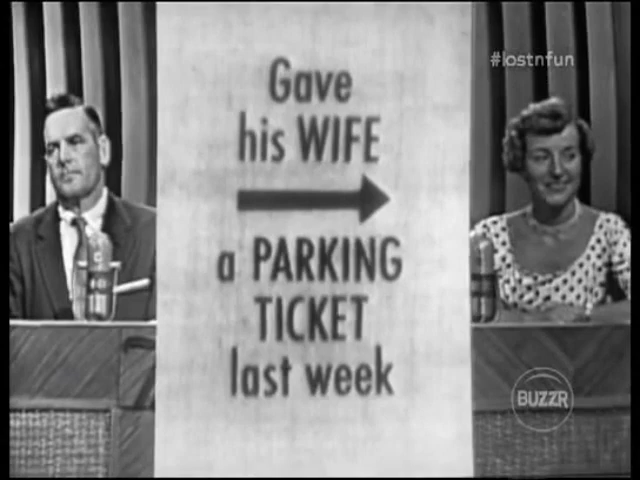 #lostnfun
Gave
his WIFE
a PARKING
TICKET
last week
BUZZR